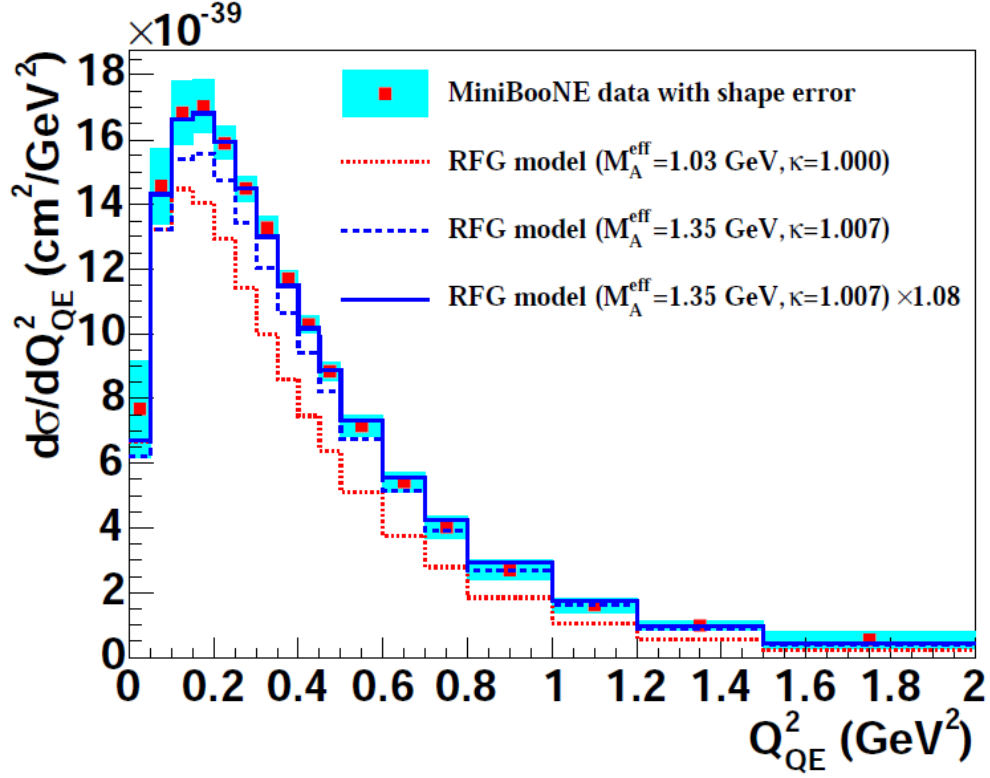 ×10⁻³⁹
dσ/dQ²_QE (cm²/GeV²)
18
16
14
12
10
8
6
4
2
0
MiniBooNE data with shape error
RFG model (M_A^eff=1.03 GeV, κ=1.000)
RFG model (M_A^eff=1.35 GeV, κ=1.007)
RFG model (M_A^eff=1.35 GeV, κ=1.007) ×1.08
0 0.2 0.4 0.6 0.8 1 1.2 1.4 1.6 1.8 2
Q²_QE (GeV²)